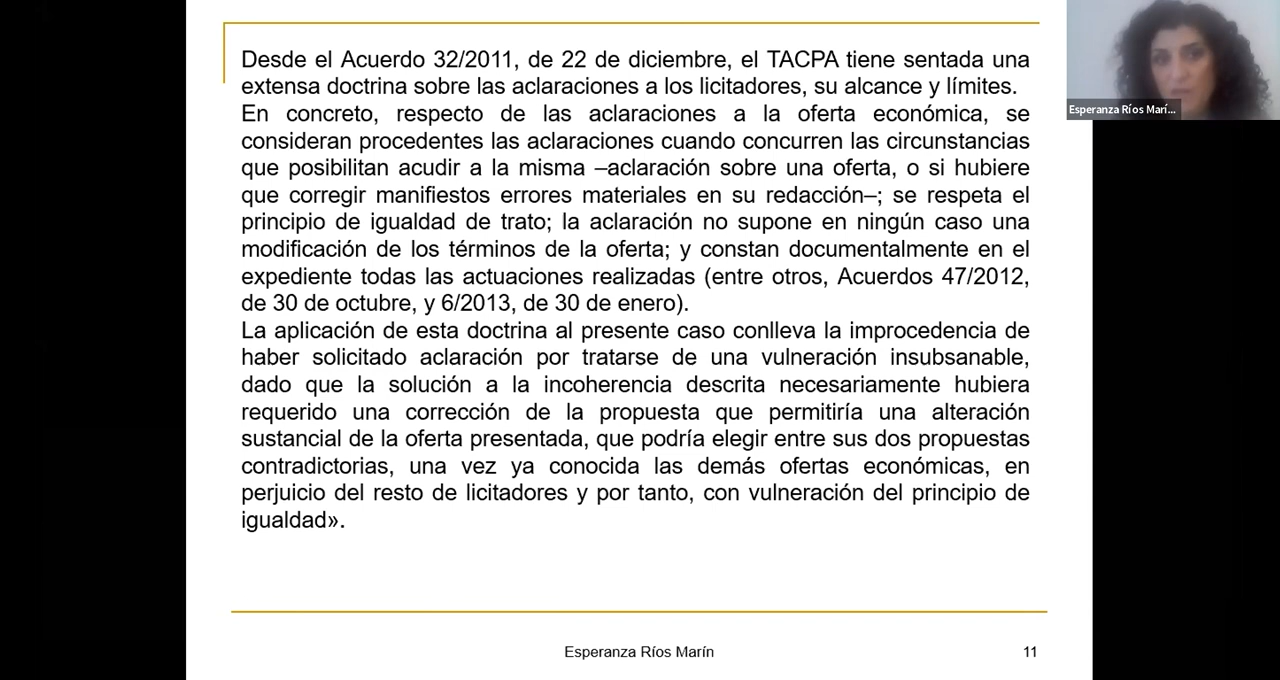 Desde el Acuerdo 32/2011, de 22 de diciembre, el TACPA tiene sentada una
extensa doctrina sobre las aclaraciones a los licitadores, su alcance y límites.
En concreto, respecto de las aclaraciones a la oferta económica, se
consideran procedentes las aclaraciones cuando concurren las circunstancias
que posibilitan acudir a la misma –aclaración sobre una oferta, o si hubiere
que corregir manifiestos errores materiales en su redacción–; se respeta el
principio de igualdad de trato; la aclaración no supone en ningún caso una
modificación de los términos de la oferta; y constan documentalmente en el
expediente todas las actuaciones realizadas (entre otros, Acuerdos 47/2012,
de 30 de octubre, y 6/2013, de 30 de enero).
La aplicación de esta doctrina al presente caso conlleva la improcedencia de
haber solicitado aclaración por tratarse de una vulneración insubsanable,
dado que la solución a la incoherencia descrita necesariamente hubiera
requerido una corrección de la propuesta que permitiría una alteración
sustancial de la oferta presentada, que podría elegir entre sus dos propuestas
contradictorias, una vez ya conocida las demás ofertas económicas, en
perjuicio del resto de licitadores y por tanto, con vulneración del principio de
igualdad».
Esperanza Ríos Marín
11
Esperanza Ríos Marí...